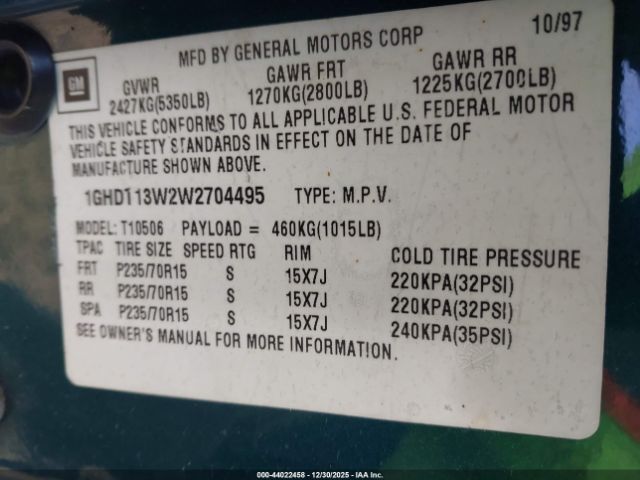 GM
MFD BY GENERAL MOTORS CORP 10/97
GVWR GAWR FRT GAWR RR
2427KG(5350LB) 1270KG(2800LB) 1225KG(2700LB)
THIS VEHICLE CONFORMS TO ALL APPLICABLE U.S. FEDERAL MOTOR
VEHICLE SAFETY STANDARDS IN EFFECT ON THE DATE OF
MANUFACTURE SHOWN ABOVE.
1GHDT13W2W2704495 TYPE: M.P.V.
MODEL: T10506 PAYLOAD = 460KG(1015LB)
TPAC TIRE SIZE SPEED RTG RIM COLD TIRE PRESSURE
FRT P235/70R15 S 15X7J 220KPA(32PSI)
RR P235/70R15 S 15X7J 220KPA(32PSI)
SPA P235/70R15 S 15X7J 240KPA(35PSI)
SEE OWNER'S MANUAL FOR MORE INFORMATION.
000-44022458 - 12/30/2025 - IAA Inc.